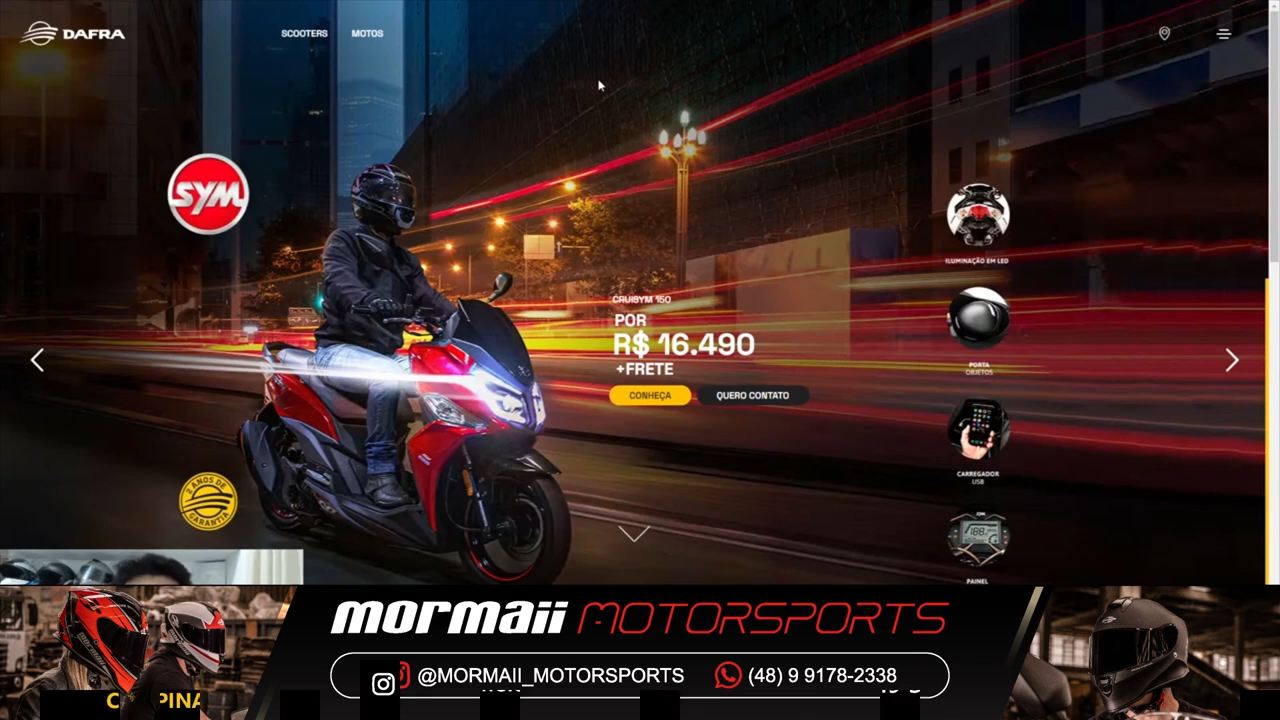 DAFRA
SCOOTERS MOTOS
SYM
ILUMINAÇÃO EM LED
CRUISYM 150
POR
R$ 16.490
+FRETE
CONHEÇA QUERO CONTATO
PORTA
OBJETOS
CARREGADOR
USB
188
PAINEL
2 ANOS DE
GARANTIA
mormaii MOTORSPORTS
@MORMAII_MOTORSPORTS (48) 9 9178-2338